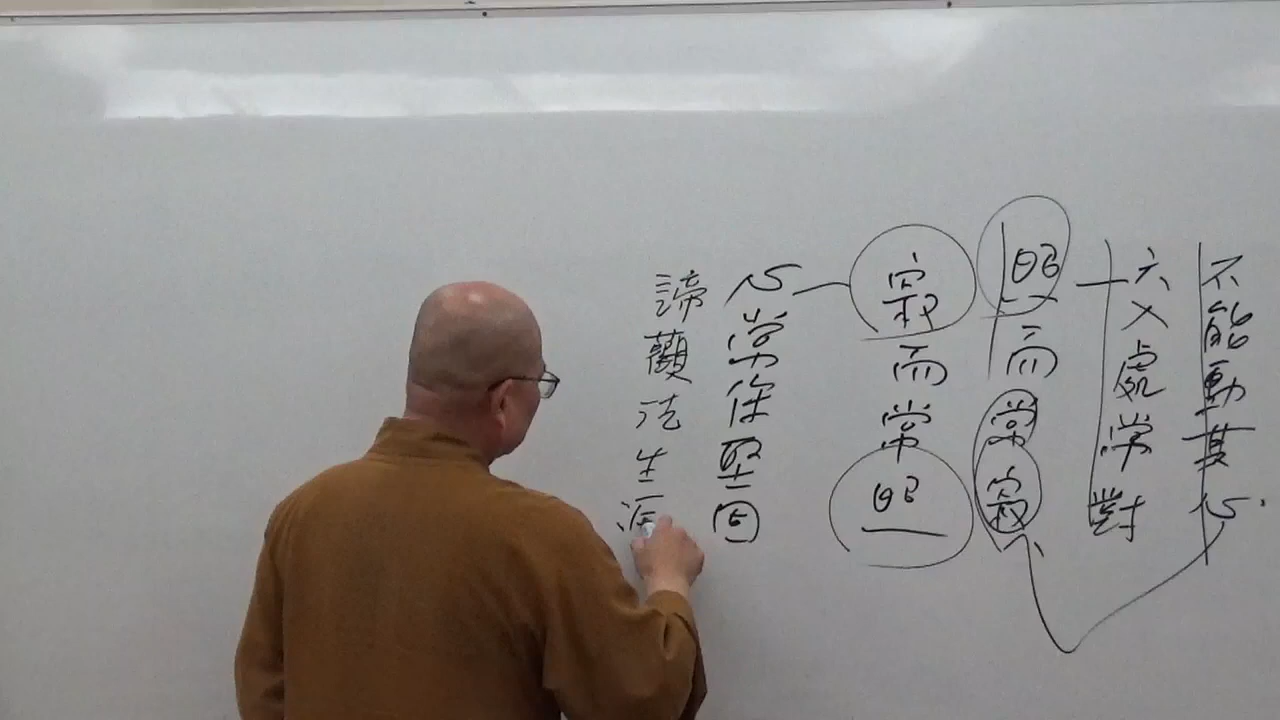 不能動其心
六入處常對
照而常寂
寂而常照
心常住堅固
諦觀法生